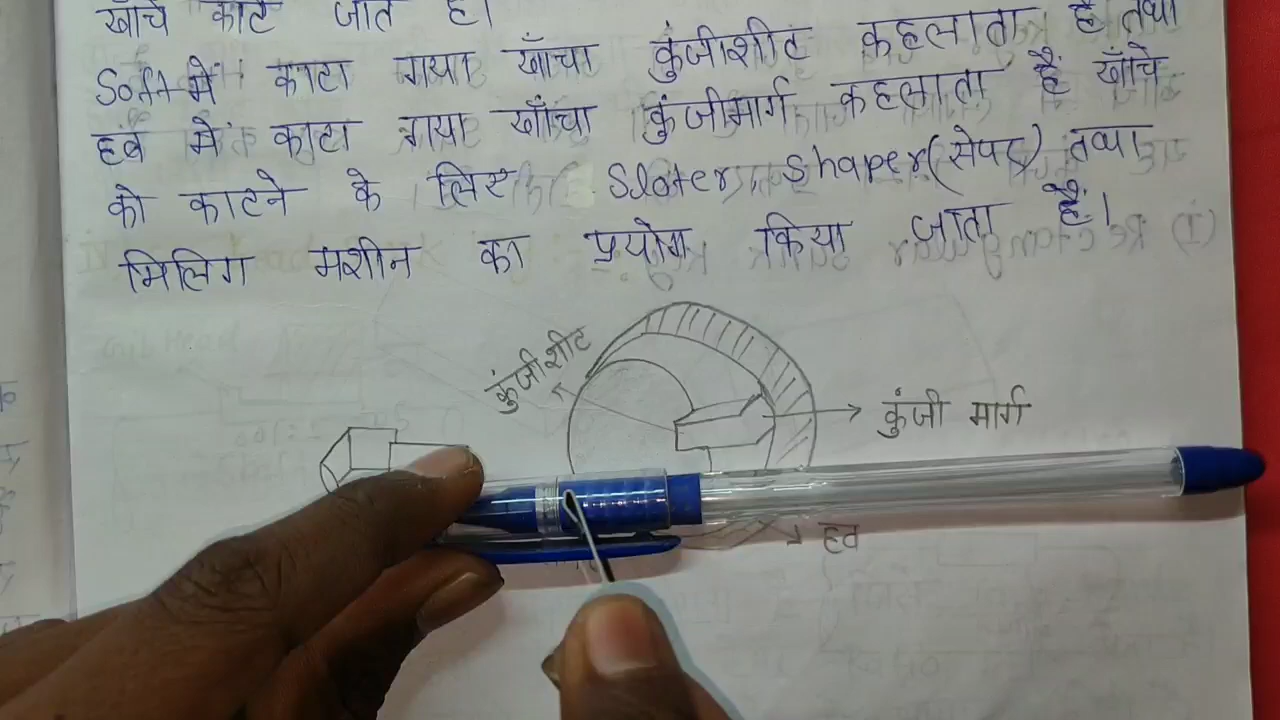 खाँचे काटे जाते है।
Soft में काटा गया खाँचा कुंजीशीट कहलाता है तथा
हब में काटा गया खाँचा कुंजीमार्ग कहलाता है खाँचे
को काटने के लिए Sloter, Shaper(सेपर) तथा
मिलिंग मशीन का प्रयोग किया जाता है।
कुंजीशीट
कुंजी मार्ग
हब